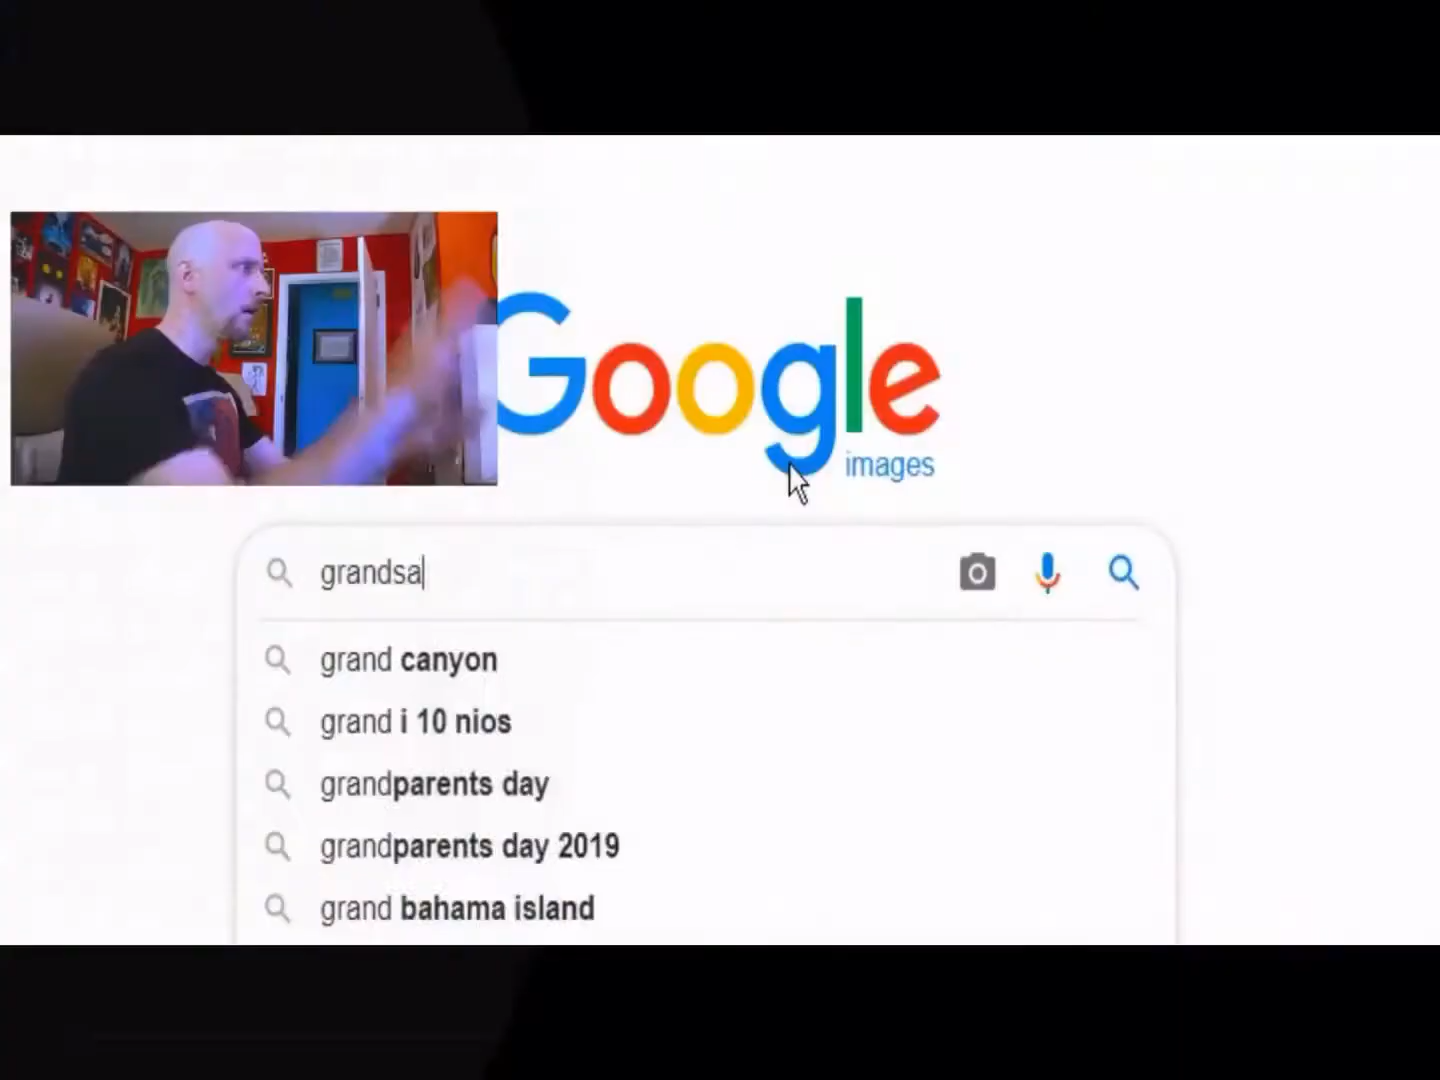 Google
images
grandsa
grand canyon
grand i 10 nios
grandparents day
grandparents day 2019
grand bahama island